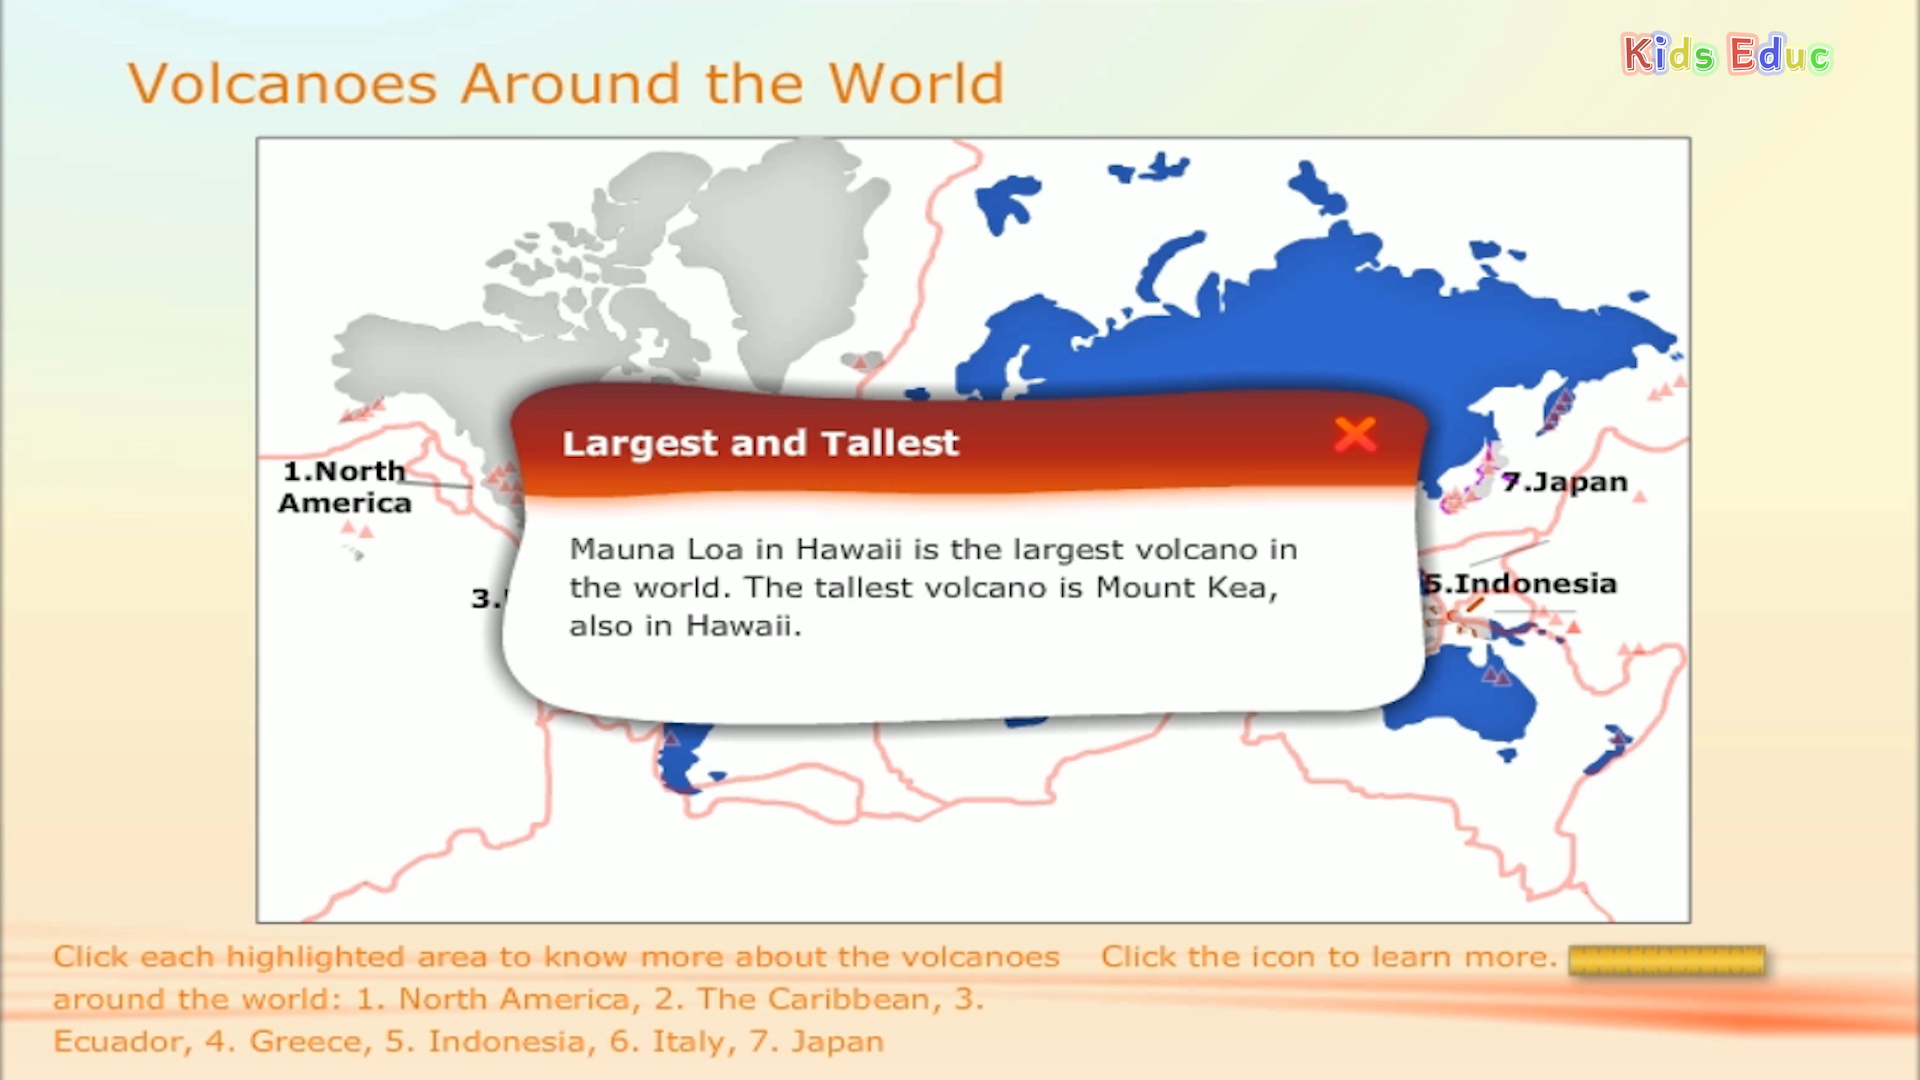 Kids Educ
Volcanoes Around the World
Largest and Tallest
Mauna Loa in Hawaii is the largest volcano in
the world. The tallest volcano is Mount Kea,
also in Hawaii.
1.North
America
3.
7.Japan
5.Indonesia
Click each highlighted area to know more about the volcanoes
around the world: 1. North America, 2. The Caribbean, 3.
Ecuador, 4. Greece, 5. Indonesia, 6. Italy, 7. Japan
Click the icon to learn more.